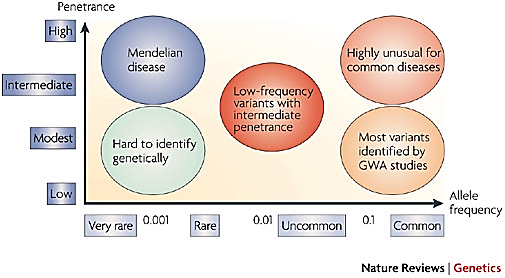 Penetrance
High
Intermediate
Modest
Low
Mendelian
disease
Highly unusual for
common diseases
Low-frequency
variants with
intermediate
penetrance
Hard to identify
genetically
Most variants
identified by
GWA studies
Allele
frequency
Very rare
0.001
Rare
0.01
Uncommon
0.1
Common
Nature Reviews | Genetics